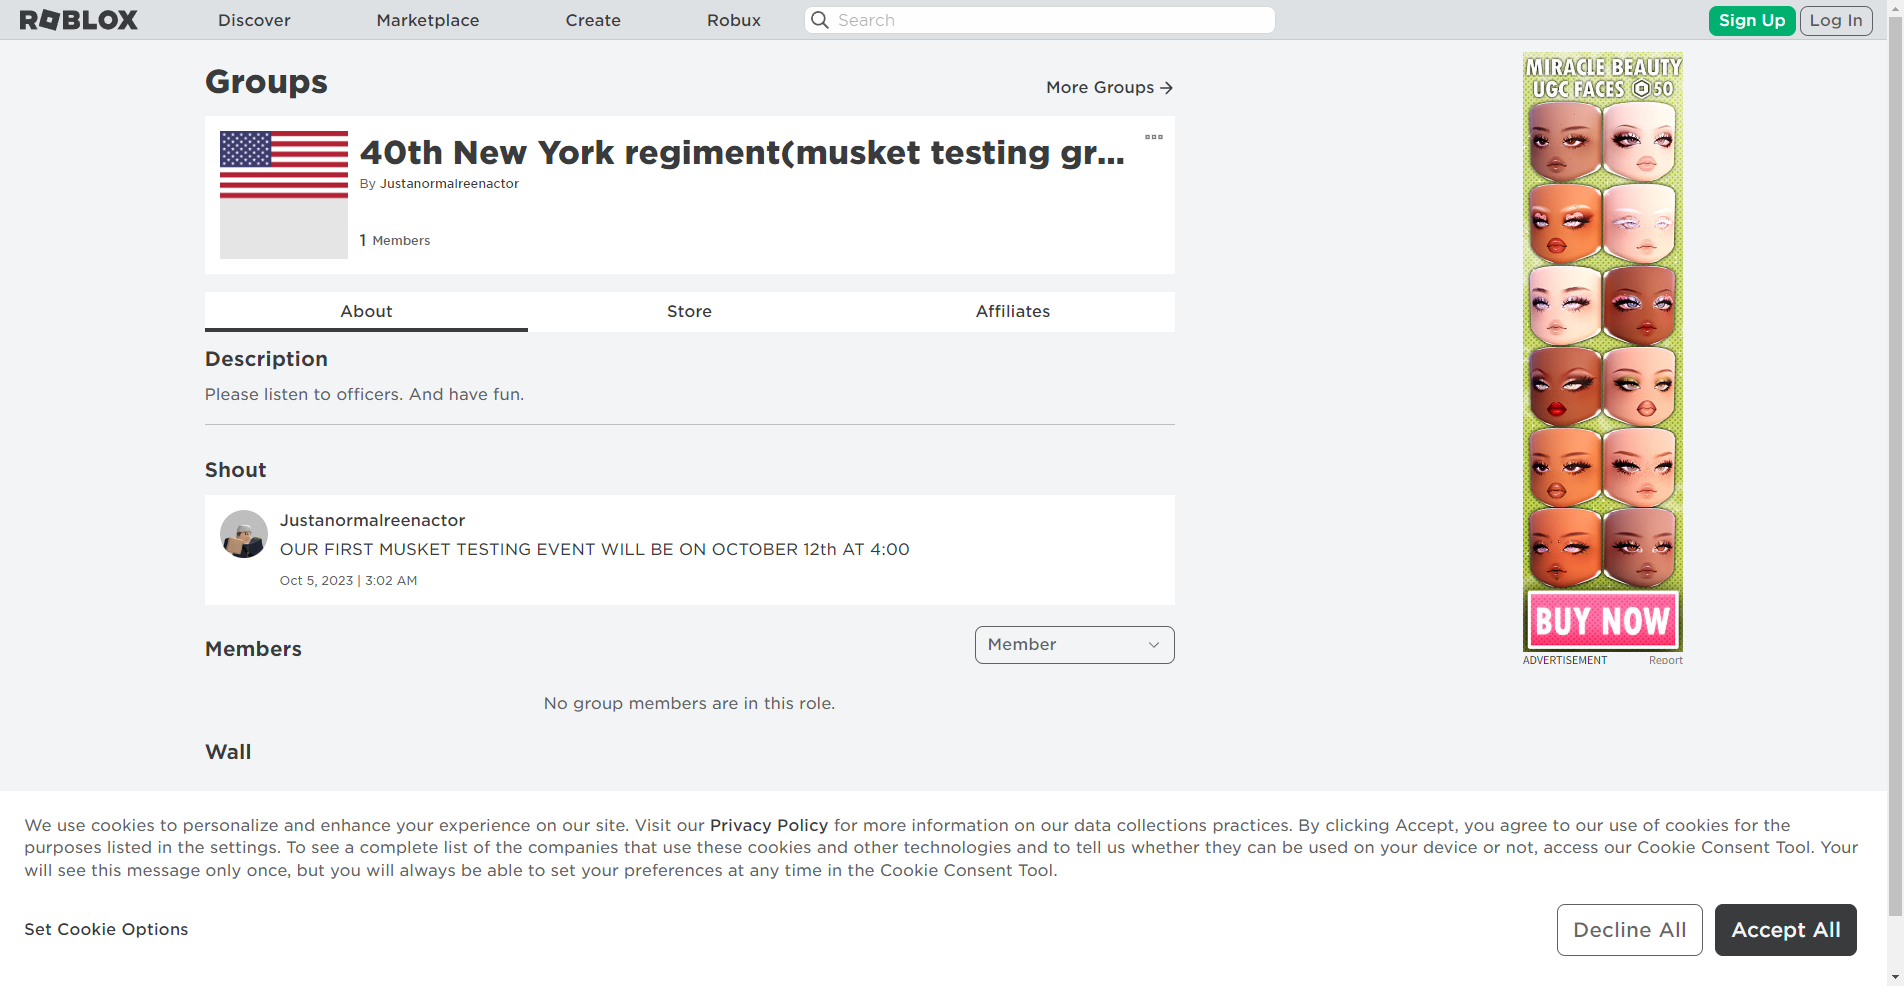 ROBLOX Discover Marketplace Create Robux Search Sign Up Log In
Groups
More Groups →
40th New York regiment(musket testing gr...
By Justanormalreenactor
1 Members
About Store Affiliates
Description
Please listen to officers. And have fun.
Shout
Justanormalreenactor
OUR FIRST MUSKET TESTING EVENT WILL BE ON OCTOBER 12th AT 4:00
Oct 5, 2023 | 3:02 AM
Members
Member
No group members are in this role.
Wall
MIRACLE BEAUTY
UGC FACES 50
BUY NOW
ADVERTISEMENT Report
We use cookies to personalize and enhance your experience on our site. Visit our Privacy Policy for more information on our data collections practices. By clicking Accept, you agree to our use of cookies for the
purposes listed in the settings. To see a complete list of the companies that use these cookies and other technologies and to tell us whether they can be used on your device or not, access our Cookie Consent Tool. Your
will see this message only once, but you will always be able to set your preferences at any time in the Cookie Consent Tool.
Set Cookie Options
Decline All
Accept All